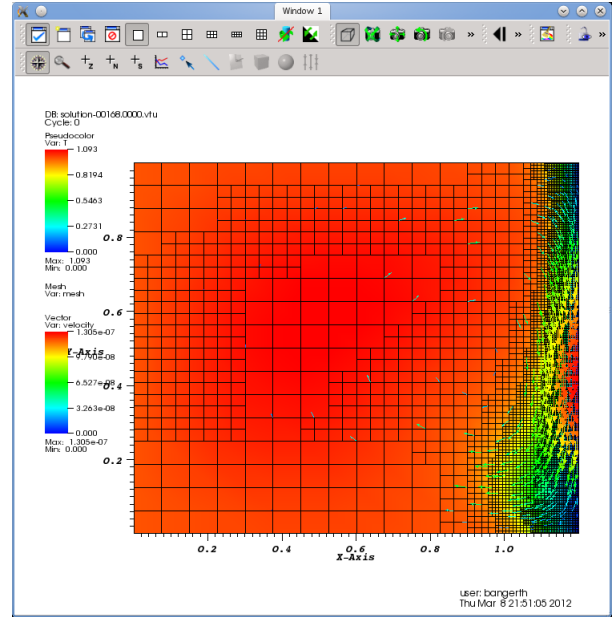 Window 1
DB: solution-00168.0000.vtu
Cycle: 0
Pseudocolor
Var: T
1.093
0.8194
0.5463
0.2731
0.000
Max: 1.093
Min: 0.000
Mesh
Var: mesh
Vector
Var: velocity
1.305e-07
9.790e-08
6.527e-08
3.263e-08
0.000
Max: 1.305e-07
Min: 0.000
Y-Axis
0.8
0.6
0.4
0.2
0.2 0.4 0.6 0.8 1.0
X-Axis
user: bangerth
Thu Mar 8 21:51:05 2012